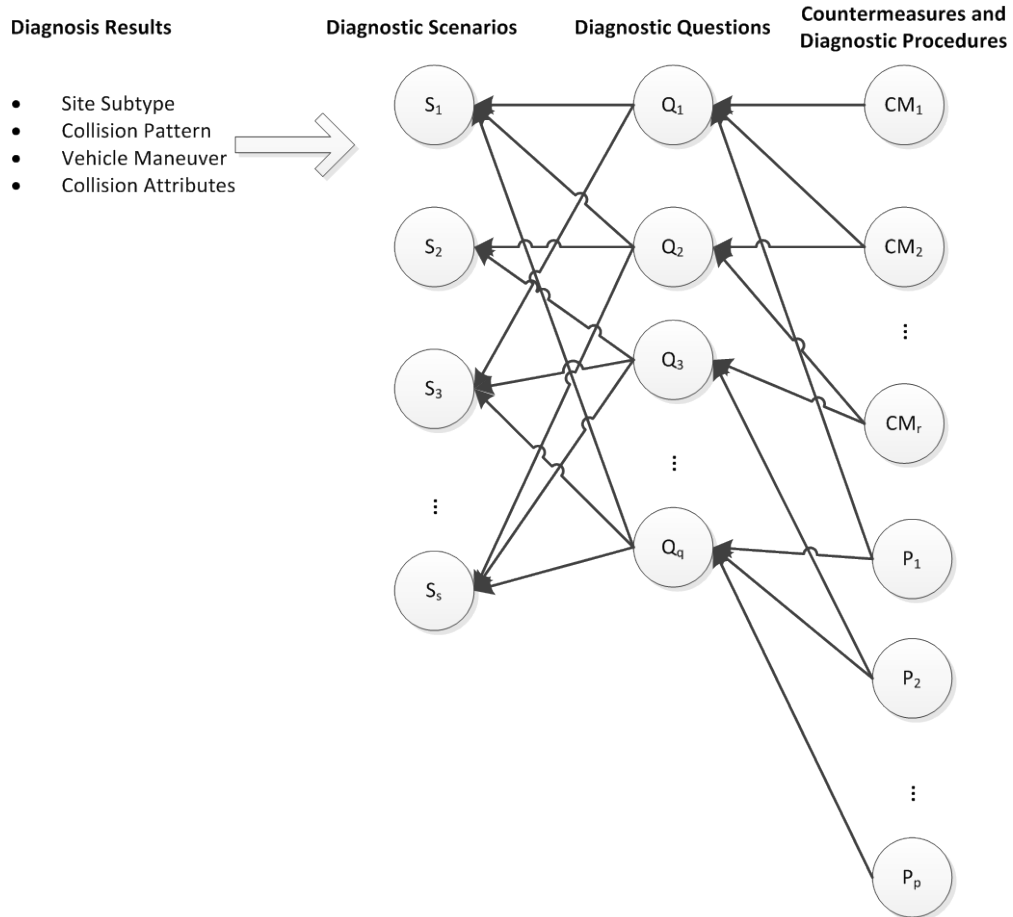 Diagnosis Results
Diagnostic Scenarios
Diagnostic Questions
Countermeasures and
Diagnostic Procedures
• Site Subtype
• Collision Pattern
• Vehicle Maneuver
• Collision Attributes
S₁
S₂
S₃
...
Sₛ
Q₁
Q₂
Q₃
...
Q_q
CM₁
CM₂
...
CMᵣ
P₁
P₂
...
Pₚ